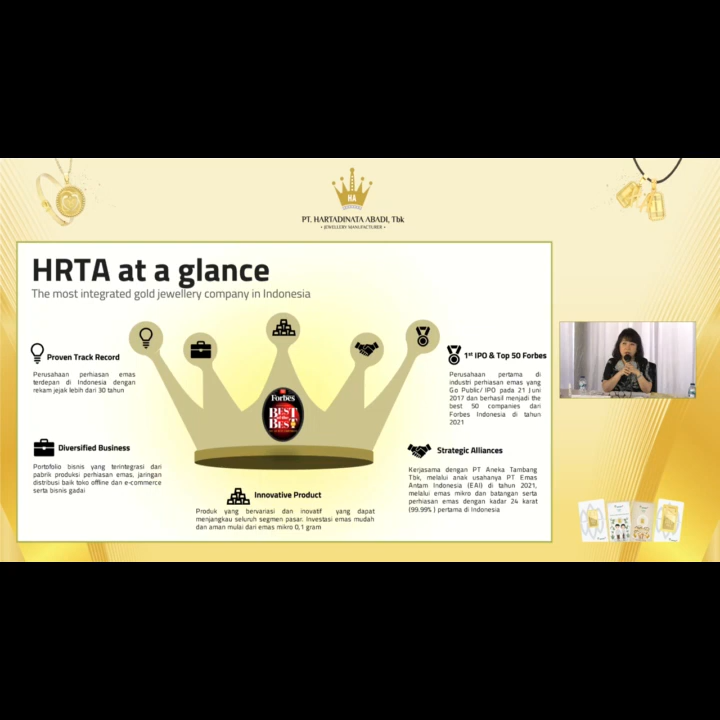 HA
PT. HARTADINATA ABADI, Tbk
• JEWELLERY MANUFACTURER •
HRTA at a glance
The most integrated gold jewellery company in Indonesia
Proven Track Record
Perusahaan perhiasan emas
terdepan di Indonesia dengan
rekam jejak lebih dari 30 tahun
Diversified Business
Portofolio bisnis yang terintegrasi dari
pabrik produksi perhiasan emas, jaringan
distribusi baik toko offline dan e-commerce
serta bisnis gadai
Forbes
BEST
of the
BEST
Innovative Product
Produk yang bervariasi dan inovatif yang dapat
menjangkau seluruh segmen pasar. Investasi emas mudah
dan aman mulai dari emas mikro 0,1 gram
1st IPO & Top 50 Forbes
Perusahaan pertama di
industri perhiasan emas yang
Go Public/ IPO pada 21 Juni
2017 dan berhasil menjadi the
best 50 companies dari
Forbes Indonesia di tahun
2021
Strategic Alliances
Kerjasama dengan PT Aneka Tambang
Tbk, melalui anak usahanya PT Emas
Antam Indonesia (EAI) di tahun 2021,
melalui emas mikro dan batangan serta
perhiasan emas dengan kadar 24 karat
(99.99% ) pertama di Indonesia